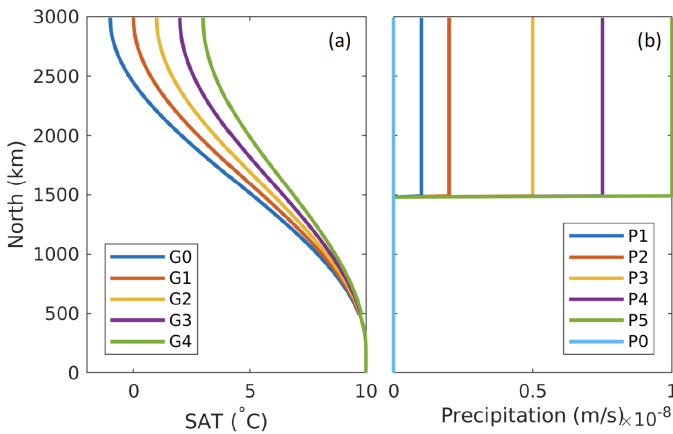 3000
2500
2000
1500
1000
500
0
North (km)
(a)
G0
G1
G2
G3
G4
0
5
10
SAT (°C)
(b)
P1
P2
P3
P4
P5
P0
0
0.5
1
Precipitation (m/s)
×10-8